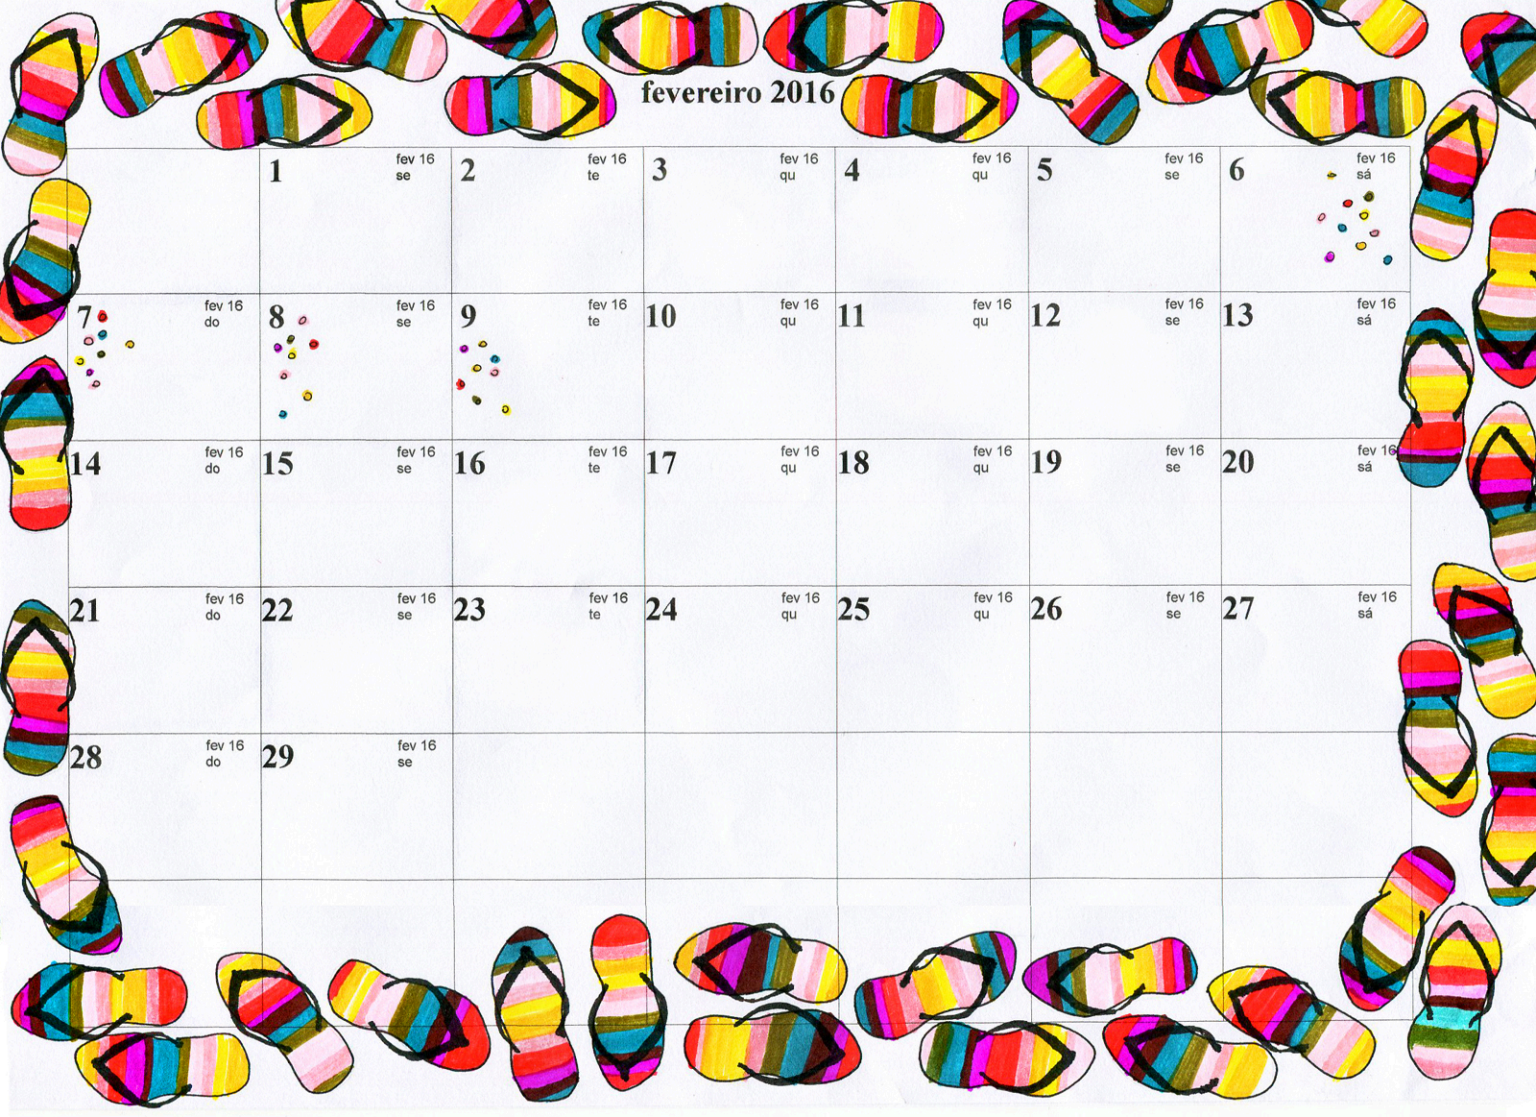 fevereiro 2016
1 fev 16 se
2 fev 16 te
3 fev 16 qu
4 fev 16 qu
5 fev 16 se
6 fev 16 sá
7 fev 16 do
8 fev 16 se
9 fev 16 te
10 fev 16 qu
11 fev 16 qu
12 fev 16 se
13 fev 16 sá
14 fev 16 do
15 fev 16 se
16 fev 16 te
17 fev 16 qu
18 fev 16 qu
19 fev 16 se
20 fev 16 sá
21 fev 16 do
22 fev 16 se
23 fev 16 te
24 fev 16 qu
25 fev 16 qu
26 fev 16 se
27 fev 16 sá
28 fev 16 do
29 fev 16 se